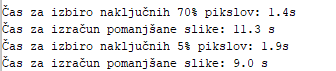 Čas za izbiro naključnih 70% pikslov: 1.4s
Čas za izračun pomanjšane slike: 11.3 s
Čas za izbiro naključnih 5% pikslov: 1.9s
Čas za izračun pomanjšane slike: 9.0 s